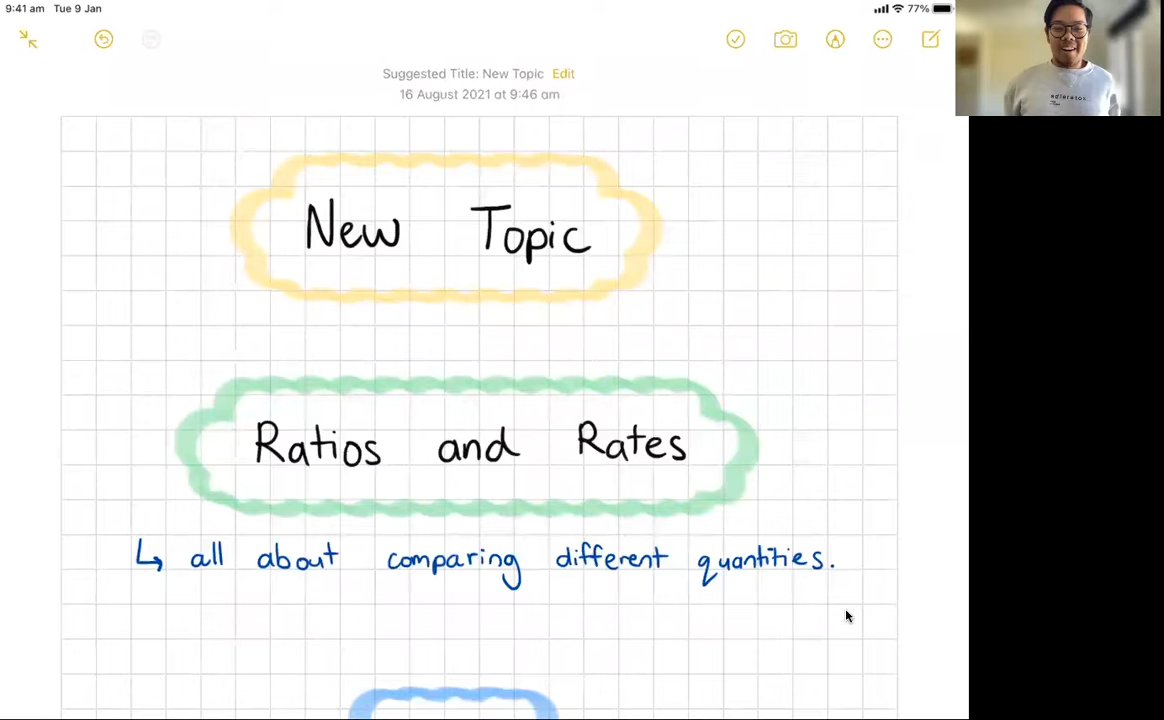 9:41 am Tue 9 Jan 77%
Suggested Title: New Topic Edit
16 August 2021 at 9:46 am
New Topic
Ratios and Rates
↳ all about comparing different quantities.